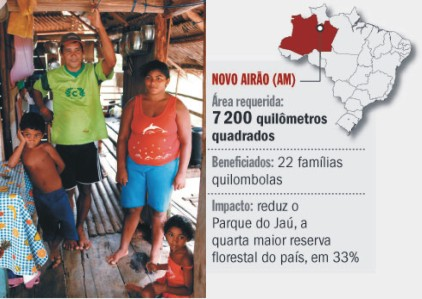 NOVO AIRÃO (AM)
Área requerida:
7 200 quilômetros
quadrados
Beneficiados: 22 famílias
quilombolas
Impacto: reduz o
Parque do Jaú, a
quarta maior reserva
florestal do país, em 33%